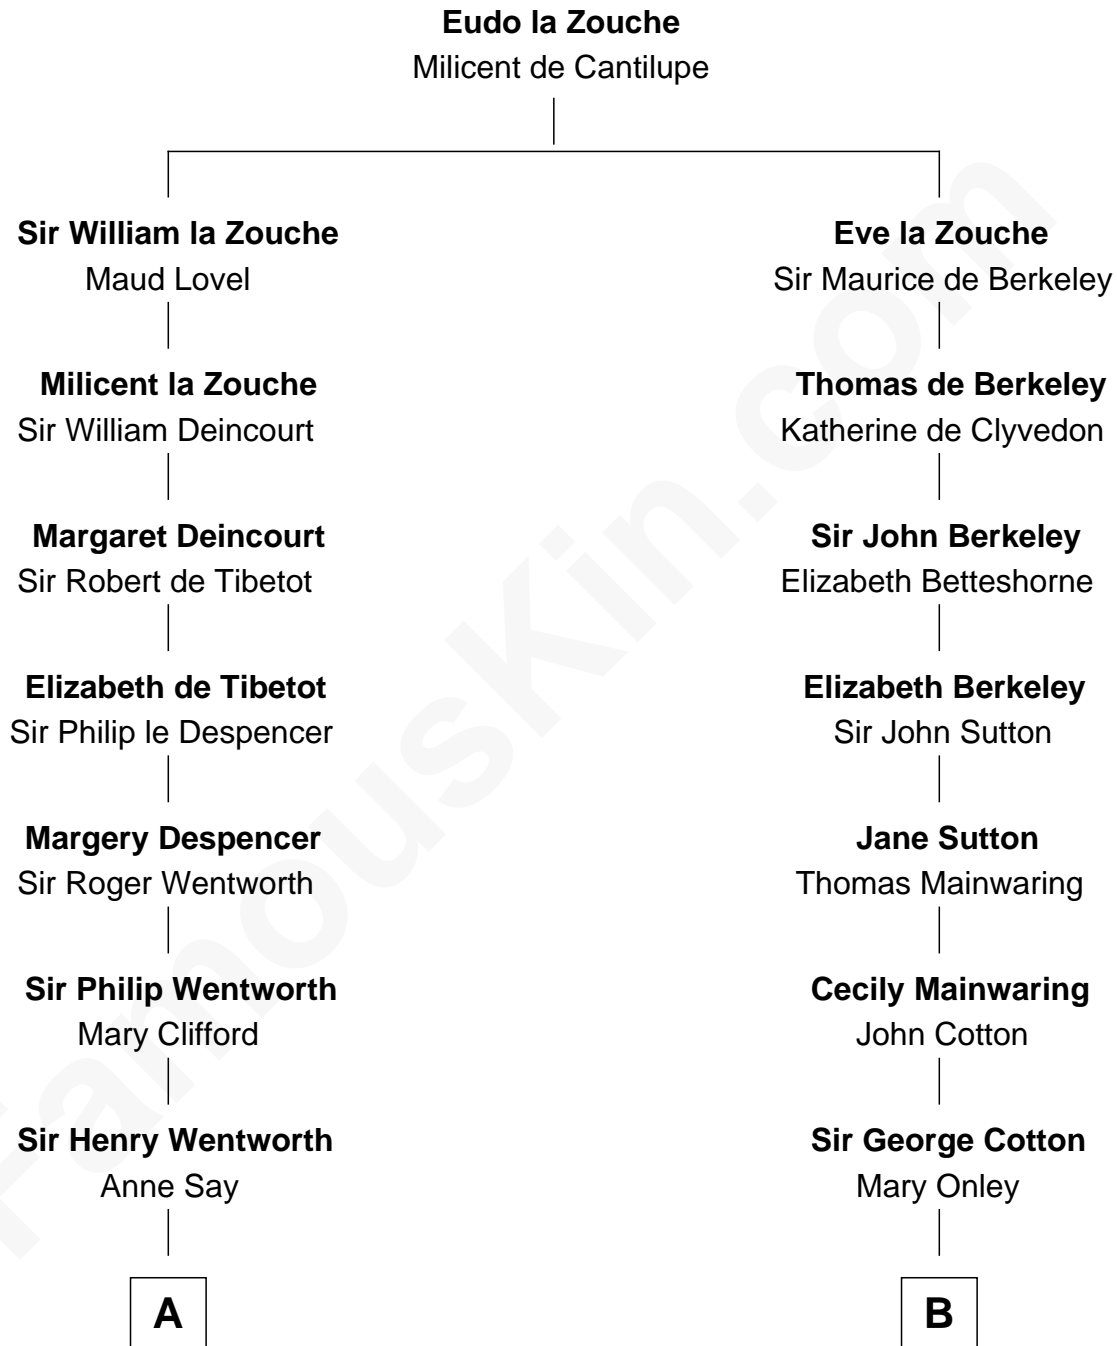 Eudo la Zouche
Milicent de Cantilupe
Sir William la Zouche
Maud Lovel
Eve la Zouche
Sir Maurice de Berkeley
Milicent la Zouche
Sir William Deincourt
Thomas de Berkeley
Katherine de Clyvedon
Margaret Deincourt
Sir Robert de Tibetot
Sir John Berkeley
Elizabeth Betteshorne
Elizabeth de Tibetot
Sir Philip le Despencer
Elizabeth Berkeley
Sir John Sutton
Margery Despencer
Sir Roger Wentworth
Jane Sutton
Thomas Mainwaring
Sir Philip Wentworth
Mary Clifford
Cecily Mainwaring
John Cotton
Sir Henry Wentworth
Anne Say
Sir George Cotton
Mary Onley
A
B
FamousKin.com